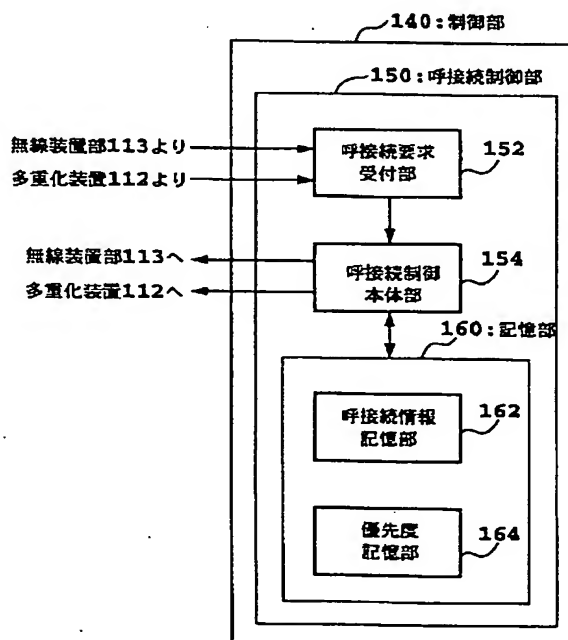 140:制御部
150:呼接続制御部
無線装置部113より
多重化装置112より
呼接続要求
受付部
152
無線装置部113へ
多重化装置112へ
呼接続制御
本体部
154
160:記憶部
呼接続情報
記憶部
162
優先度
記憶部
164